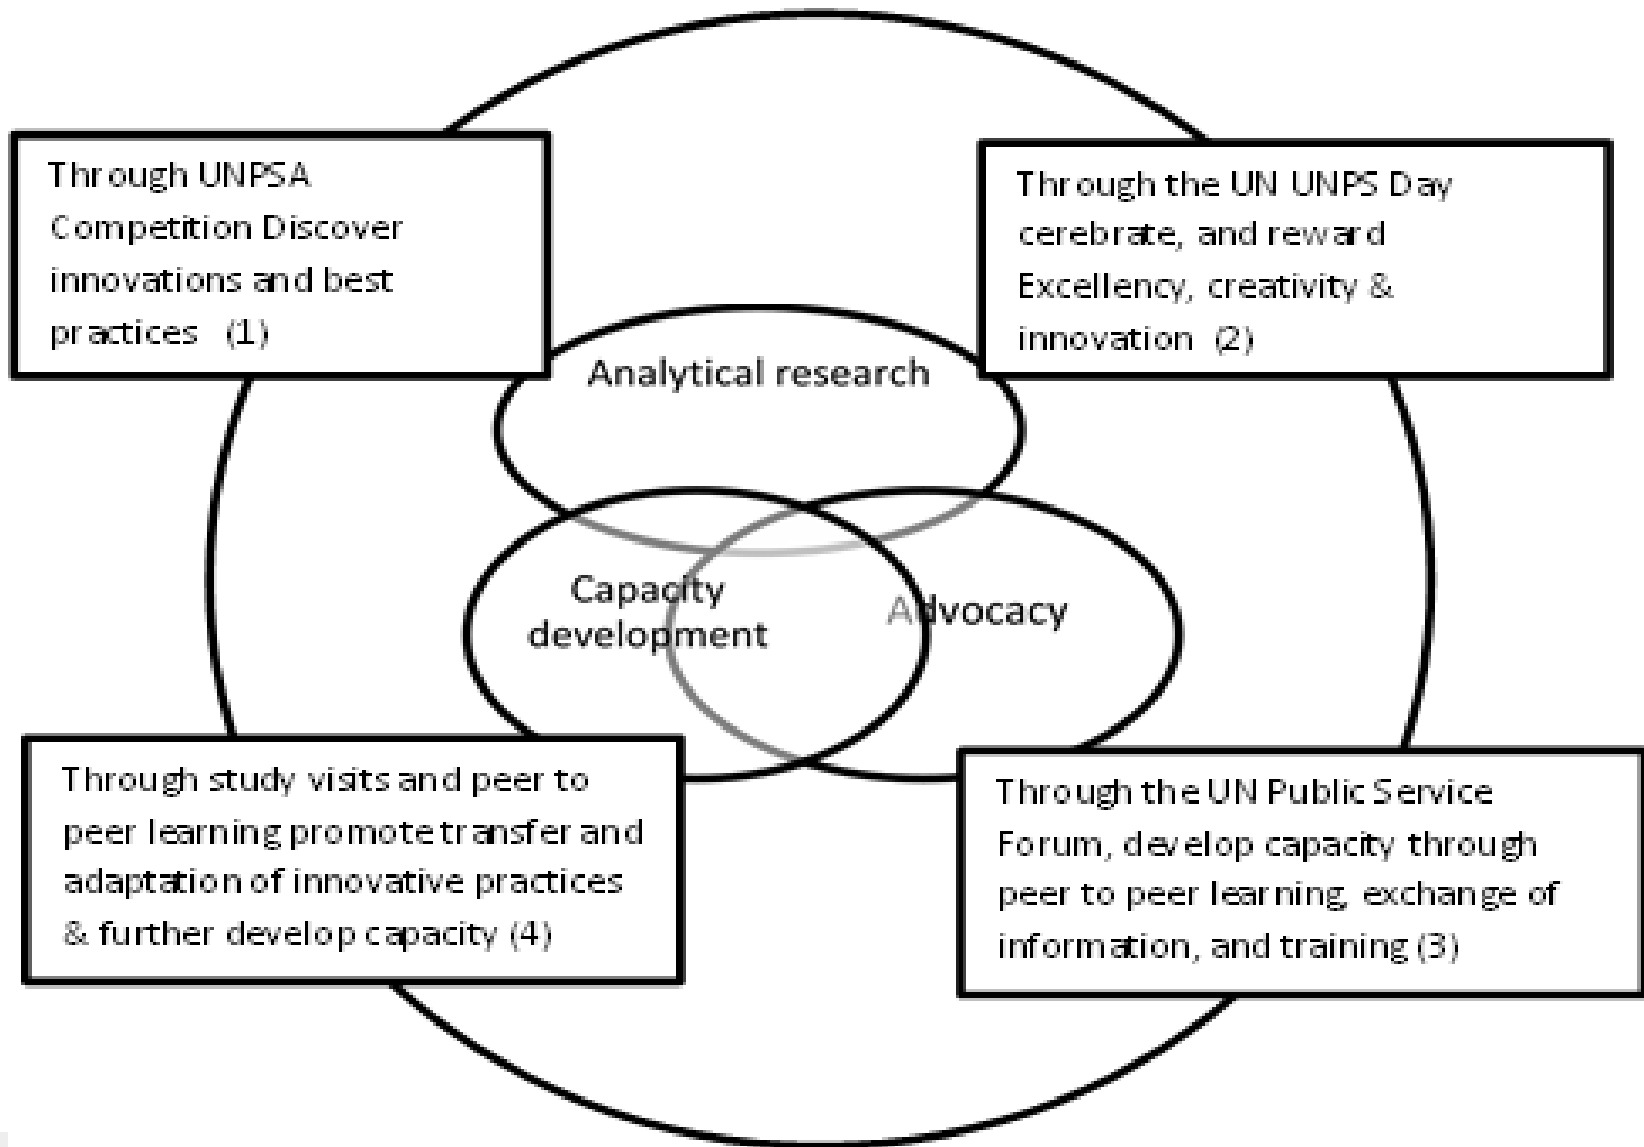 Through UNPSA
Competition Discover
innovations and best
practices (1)
Through the UN UNPS Day
cerebrate, and reward
Excellency, creativity &
innovation (2)
Analytical research
Capacity
development
Advocacy
Through study visits and peer to
peer learning promote transfer and
adaptation of innovative practices
& further develop capacity (4)
Through the UN Public Service
Forum, develop capacity through
peer to peer learning, exchange of
information, and training (3)